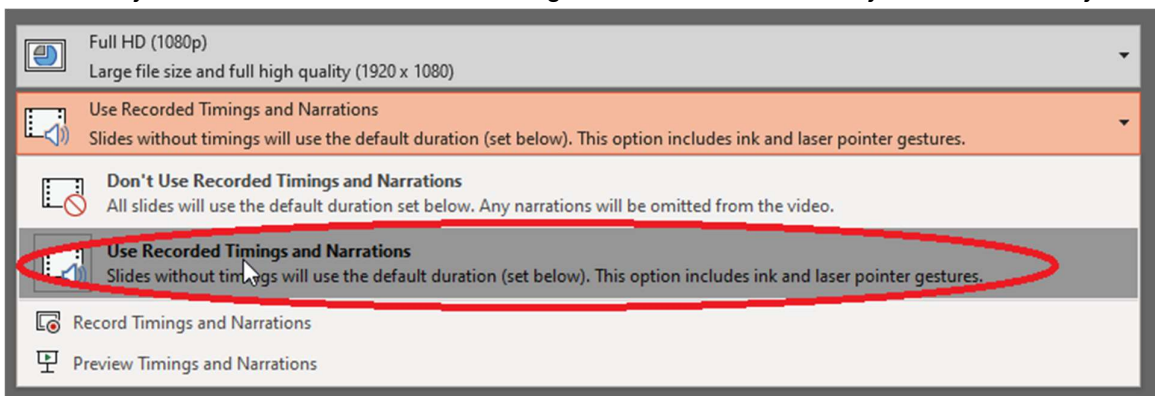 Full HD (1080p)
Large file size and full high quality (1920 x 1080)
Use Recorded Timings and Narrations
Slides without timings will use the default duration (set below). This option includes ink and laser pointer gestures.
Don't Use Recorded Timings and Narrations
All slides will use the default duration set below. Any narrations will be omitted from the video.
Use Recorded Timings and Narrations
Slides without timings will use the default duration (set below). This option includes ink and laser pointer gestures.
Record Timings and Narrations
Preview Timings and Narrations